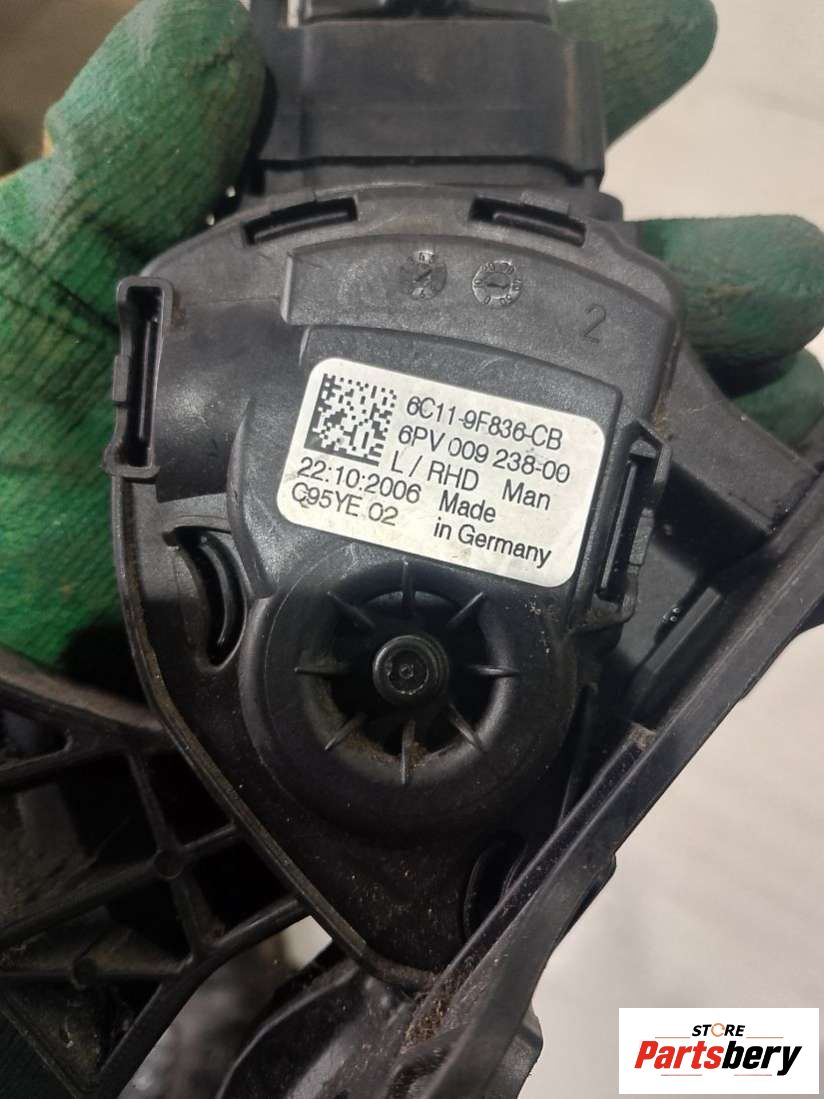 2
6C11-9F836-CB
6PV 009 238-00
L / RHD Man
22:10:2006 Made
C95YE 02 in Germany
STORE
Partsbery